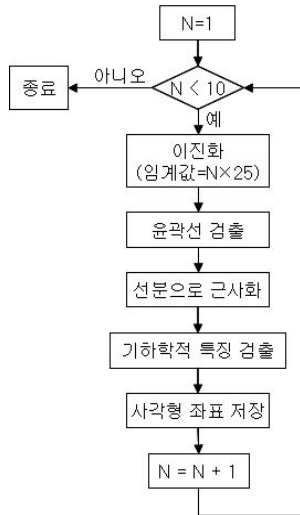 N=1
아니오
종료
N < 10
예
이진화
(임계값=N×25)
윤곽선 검출
선분으로 근사화
기하학적 특징 검출
사각형 좌표 저장
N = N + 1